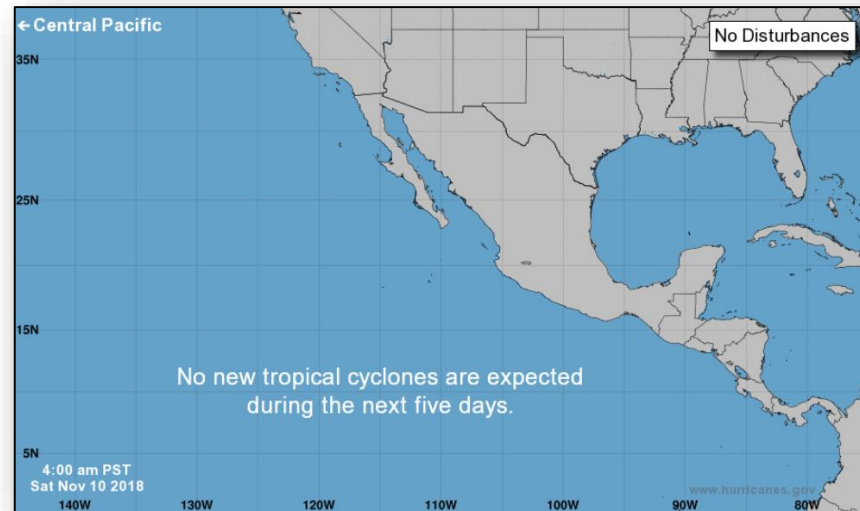 ← Central Pacific
No Disturbances
35N
25N
15N
No new tropical cyclones are expected
during the next five days.
5N
4:00 am PST
Sat Nov 10 2018
www.hurricanes.gov
140W 130W 120W 110W 100W 90W 80W